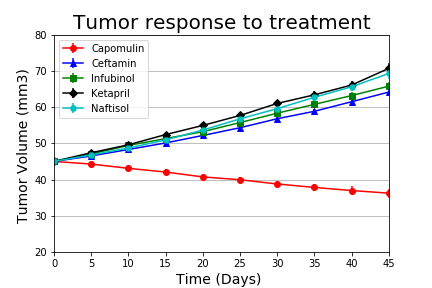 Tumor response to treatment
Tumor Volume (mm3)
80
70
60
50
40
30
20
Capomulin
Ceftamin
Infubinol
Ketapril
Naftisol
0 5 10 15 20 25 30 35 40 45
Time (Days)